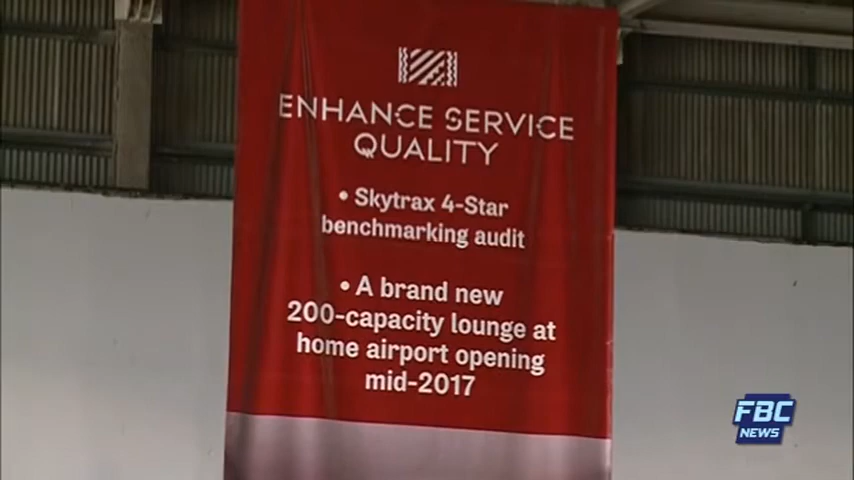 ENHANCE SERVICE
QUALITY
• Skytrax 4-Star
benchmarking audit
• A brand new
200-capacity lounge at
home airport opening
mid-2017
FBC
NEWS